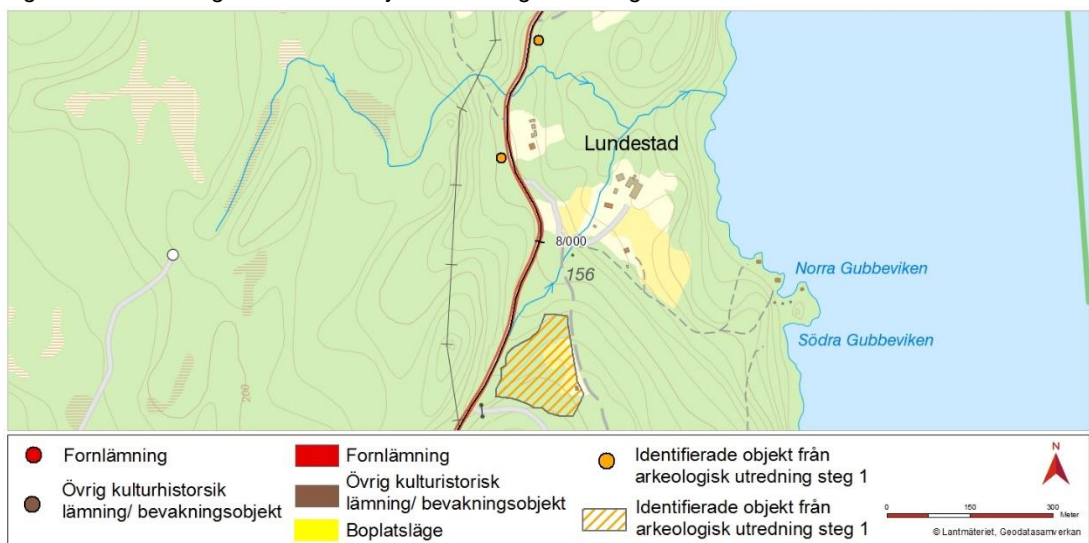 Lundestad
8/000
156
Norra Gubbeviken
Södra Gubbeviken
200
Fornlämning
Övrig kulturhistorsik
lämning/ bevakningsobjekt
Fornlämning
Övrig kulturistorisk
lämning/ bevakningsobjekt
Boplatsläge
Identifierade objekt från
arkeologisk utredning steg 1
Identifierade objekt från
arkeologisk utredning steg 1
N
0 150 300
Meter
© Lantmäteriet, Geodatasamverkan